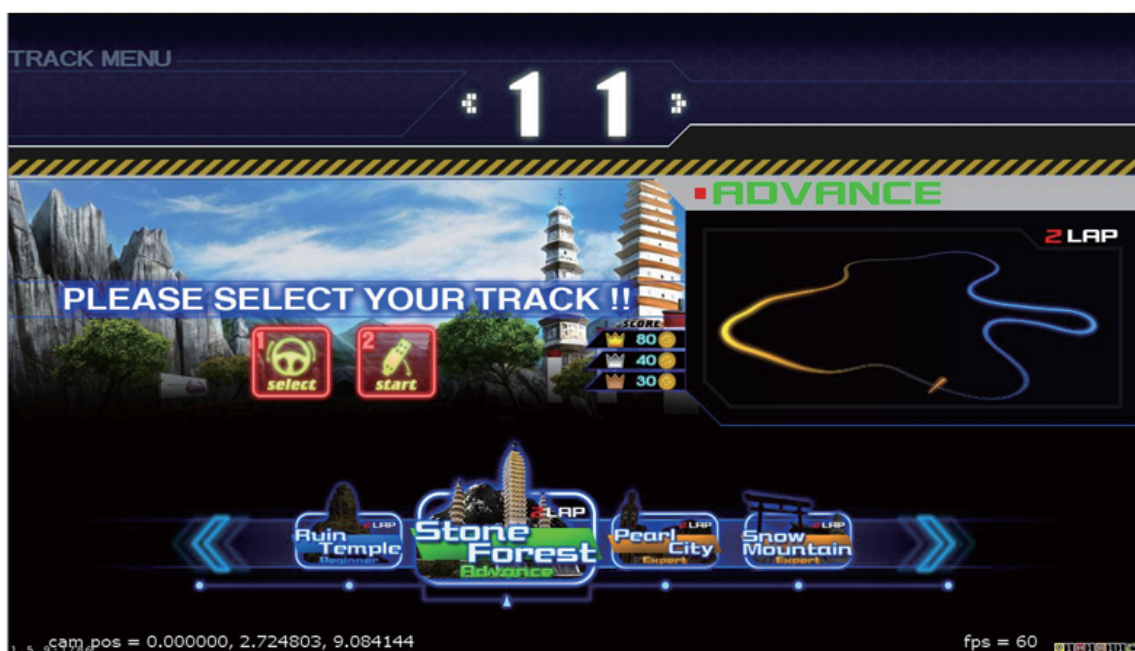 TRACK MENU
1 1
ADVANCE
2 LAP
PLEASE SELECT YOUR TRACK !!
SCORE
80 G
40 G
30 G
1
select
2
start
Ruin
Temple
2 LAP
Beginner
Stone
Forest
2 LAP
Advance
Pearl
City
2 LAP
Expert
Snow
Mountain
2 LAP
Expert
cam pos = 0.000000, 2.724803, 9.084144
fps = 60